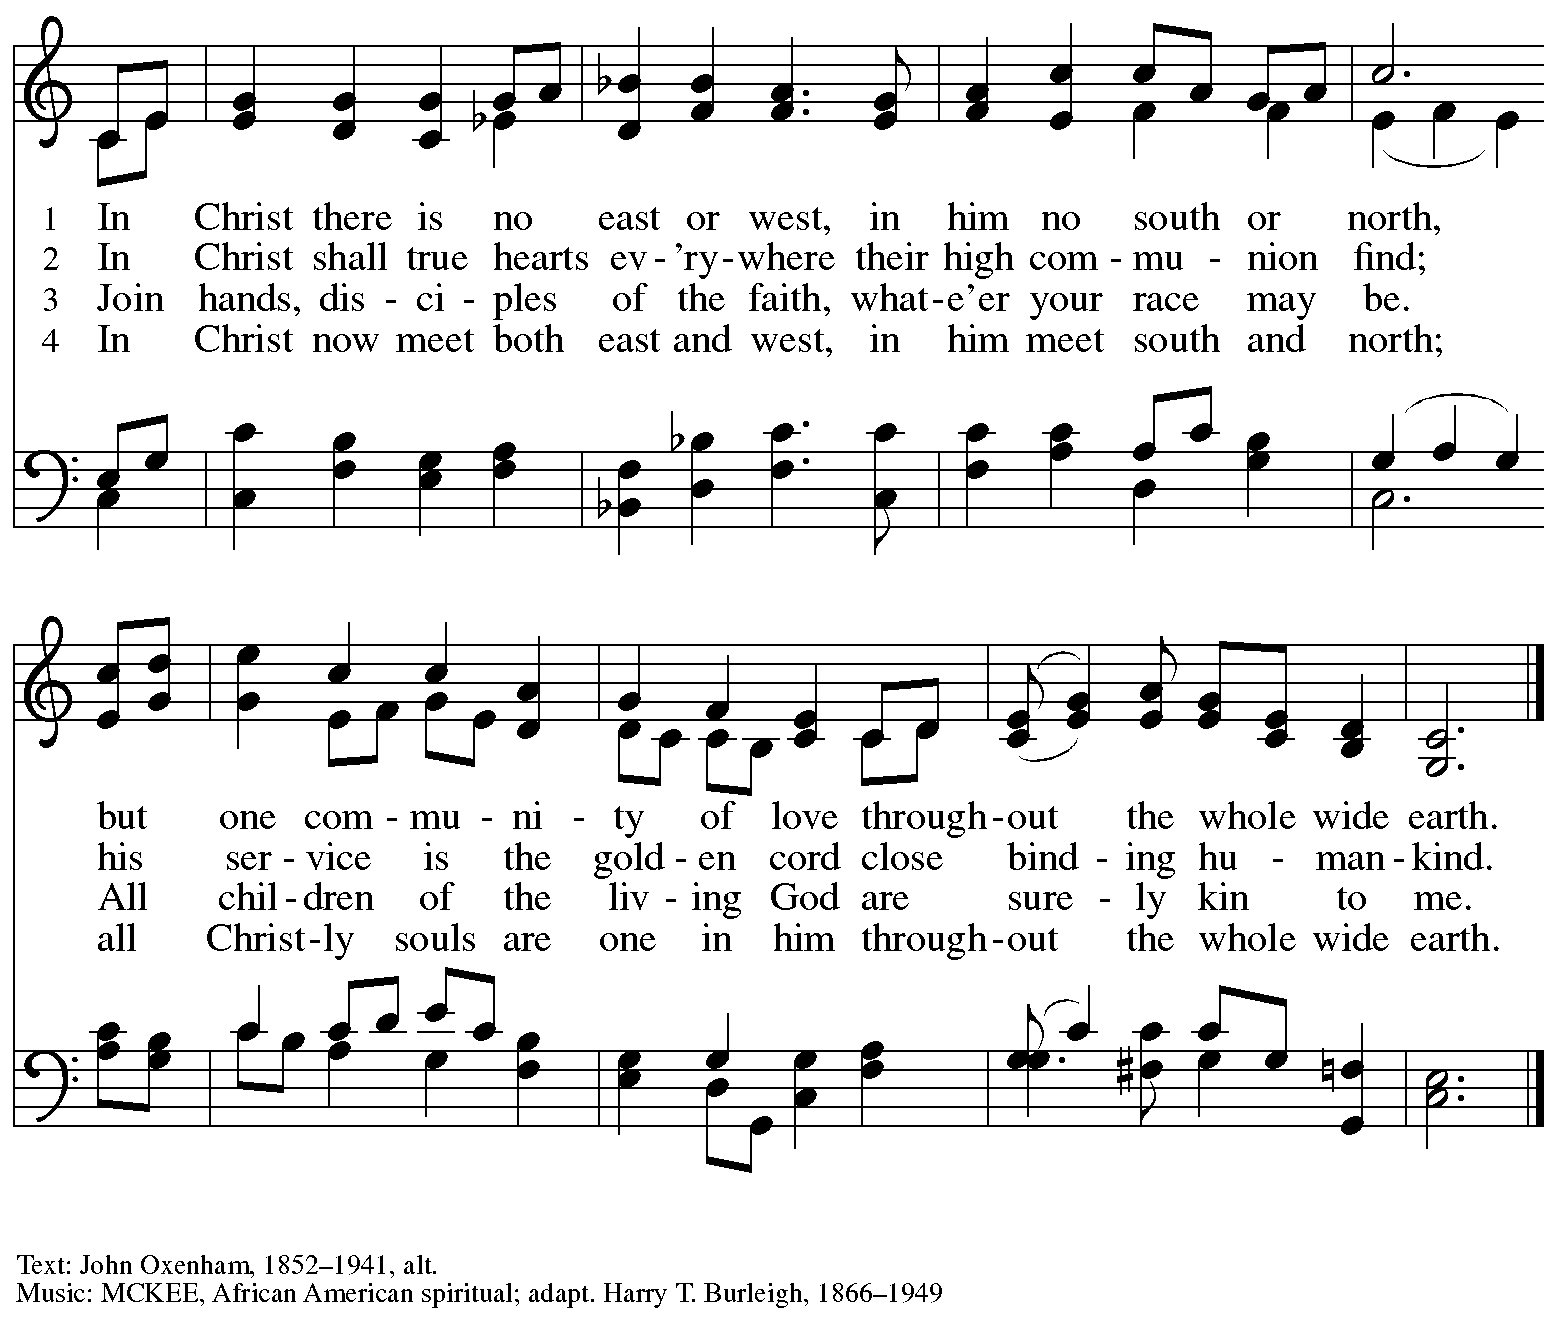 1 In Christ there is no east or west, in him no south or north,
2 In Christ shall true hearts ev - 'ry - where their high com - mu - nion find;
3 Join hands, dis - ci - ples of the faith, what - e'er your race may be.
4 In Christ now meet both east and west, in him meet south and north;
but one com - mu - ni - ty of love through - out the whole wide earth.
his ser - vice is the gold - en cord close bind - ing hu - man - kind.
All chil - dren of the liv - ing God are sure - ly kin to me.
all Christ - ly souls are one in him through - out the whole wide earth.
Text: John Oxenham, 1852–1941, alt.
Music: MCKEE, African American spiritual; adapt. Harry T. Burleigh, 1866–1949